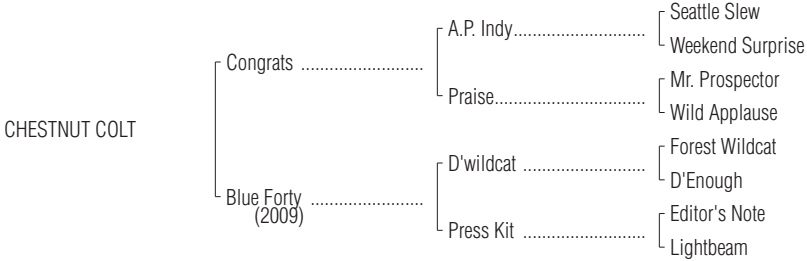 Seattle Slew
A.P. Indy..............................
Weekend Surprise
Congrats ...........................
Mr. Prospector
Praise..................................
Wild Applause
CHESTNUT COLT
Forest Wildcat
D'wildcat ...........................
D'Enough
Blue Forty .........................
(2009)
Editor's Note
Press Kit ...........................
Lightbeam